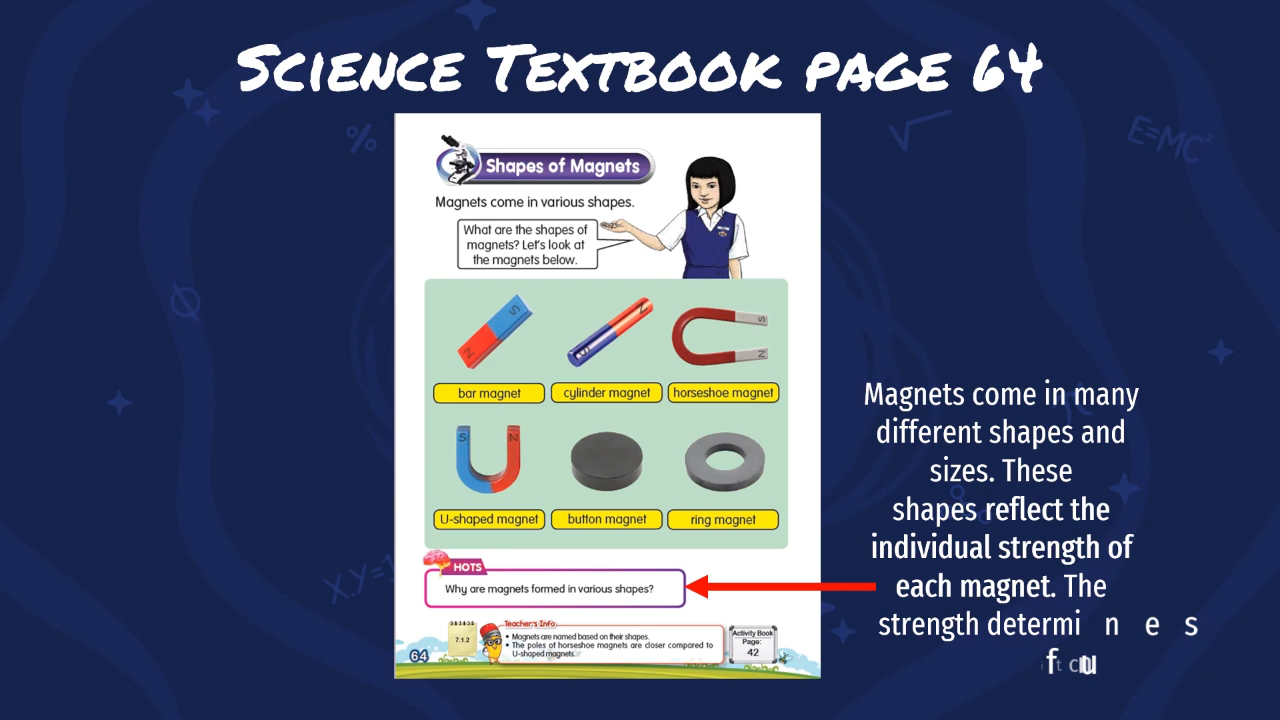 SCIENCE TEXTBOOK PAGE 64
Shapes of Magnets
Magnets come in various shapes.
What are the shapes of
magnets? Let's look at
the magnets below.
S
N
N
S
S
N
bar magnet
cylinder magnet
horseshoe magnet
S
N
U-shaped magnet
button magnet
ring magnet
HOTS
Why are magnets formed in various shapes?
7.1.2
Teacher's Info
• Magnets are named based on their shapes.
• The poles of horseshoe magnets are closer compared to
U-shaped magnets.
Activity Book
Page:
42
64
Magnets come in many
different shapes and
sizes. These
shapes reflect the
individual strength of
each magnet. The
strength determines
%
√
E=MC²